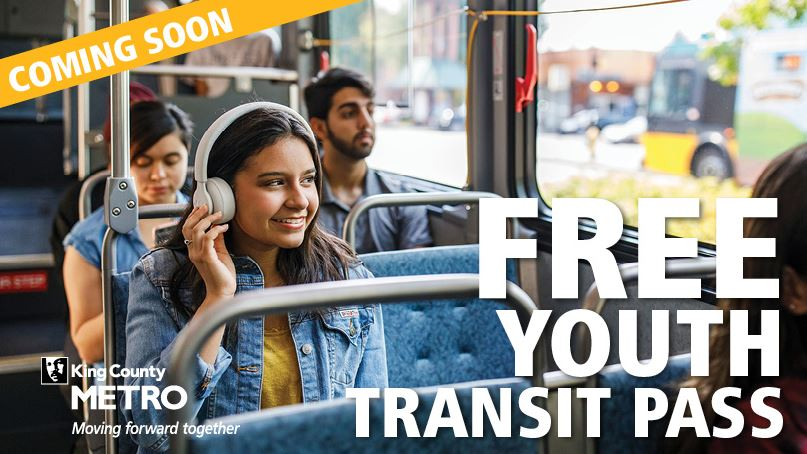 COMING SOON
FREE
YOUTH
TRANSIT PASS
King County
METRO
Moving forward together